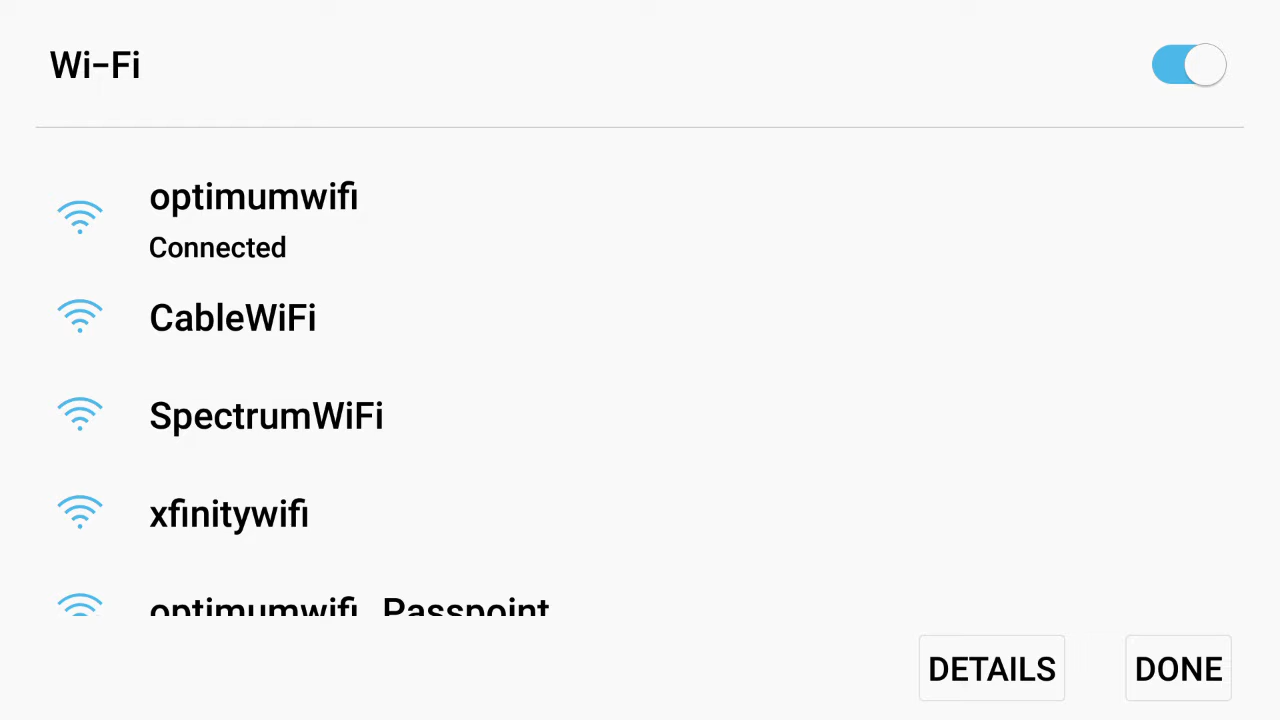 Wi-Fi
optimumwifi
Connected
CableWiFi
SpectrumWiFi
xfinitywifi
optimumwifi_Passpoint
DETAILS
DONE